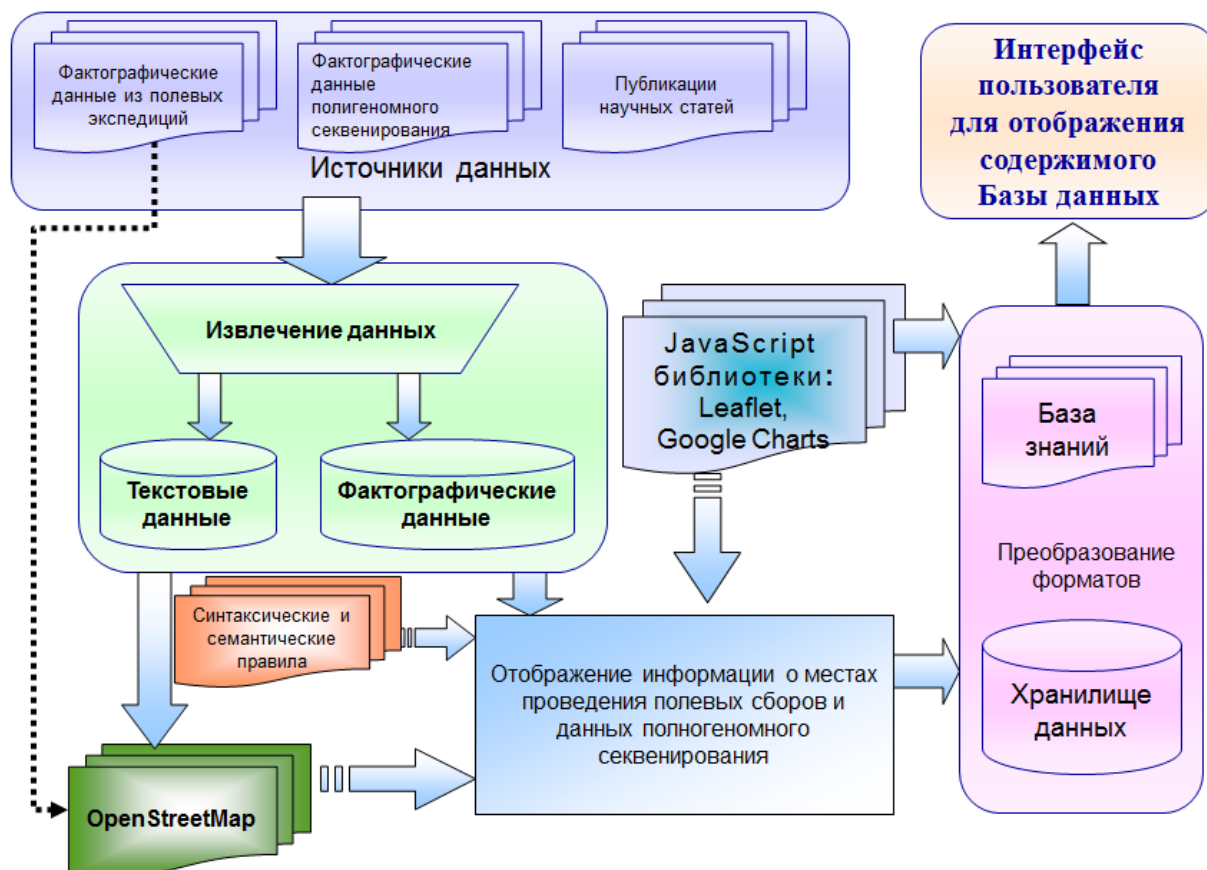 Фактографические
данные из полевых
экспедиций
Фактографические
данные
полигеномного
секвенирования
Публикации
научных статей
Источники данных
Интерфейс
пользователя
для отображения
содержимого
Базы данных
Извлечение данных
Текстовые
данные
Фактографические
данные
JavaScript
библиотеки:
Leaflet,
Google Charts
База
знаний
Преобразование
форматов
Хранилище
данных
Синтаксические и
семантические
правила
Отображение информации о местах
проведения полевых сборов и
данных полногеномного
секвенирования
OpenStreetMap